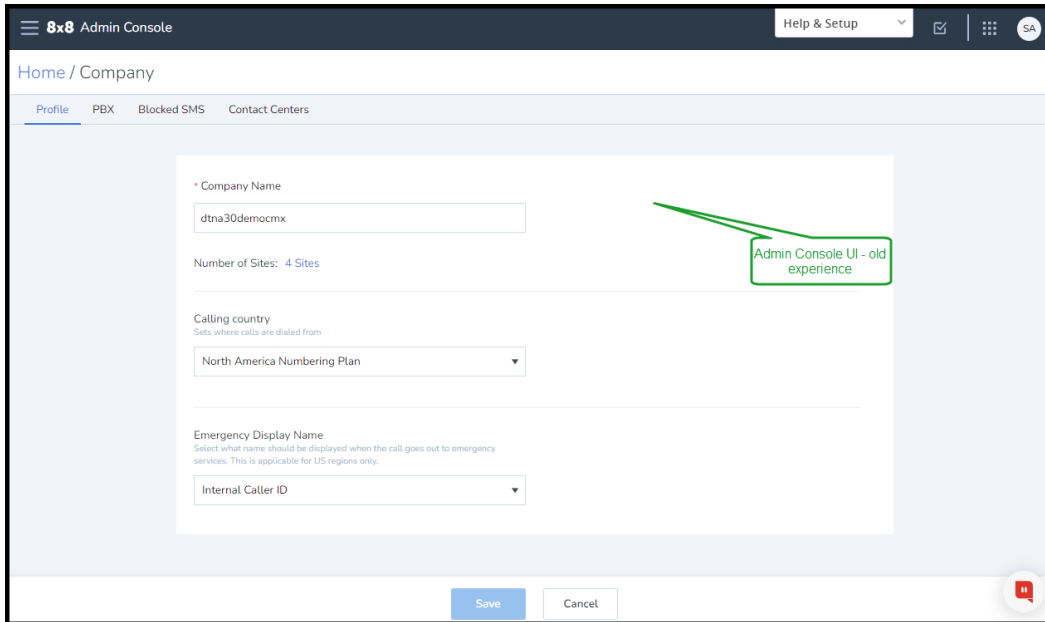 8x8 Admin Console
Help & Setup
SA
Home / Company
Profile
PBX
Blocked SMS
Contact Centers
* Company Name
dtna30democmx
Number of Sites: 4 Sites
Admin Console UI - old
experience
Calling country
Sets where calls are dialed from
North America Numbering Plan
Emergency Display Name
Select what name should be displayed when the call goes out to emergency
services. This is applicable for US regions only.
Internal Caller ID
Save
Cancel